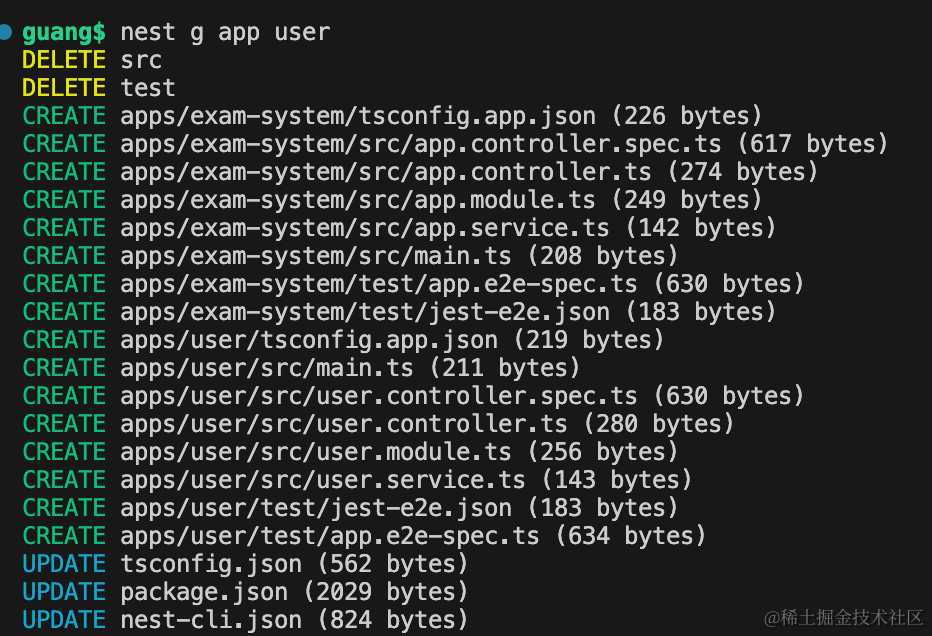 guang$ nest g app user
DELETE src
DELETE test
CREATE apps/exam-system/tsconfig.app.json (226 bytes)
CREATE apps/exam-system/src/app.controller.spec.ts (617 bytes)
CREATE apps/exam-system/src/app.controller.ts (274 bytes)
CREATE apps/exam-system/src/app.module.ts (249 bytes)
CREATE apps/exam-system/src/app.service.ts (142 bytes)
CREATE apps/exam-system/src/main.ts (208 bytes)
CREATE apps/exam-system/test/app.e2e-spec.ts (630 bytes)
CREATE apps/exam-system/test/jest-e2e.json (183 bytes)
CREATE apps/user/tsconfig.app.json (219 bytes)
CREATE apps/user/src/main.ts (211 bytes)
CREATE apps/user/src/user.controller.spec.ts (630 bytes)
CREATE apps/user/src/user.controller.ts (280 bytes)
CREATE apps/user/src/user.module.ts (256 bytes)
CREATE apps/user/src/user.service.ts (143 bytes)
CREATE apps/user/test/jest-e2e.json (183 bytes)
CREATE apps/user/test/app.e2e-spec.ts (634 bytes)
UPDATE tsconfig.json (562 bytes)
UPDATE package.json (2029 bytes)
UPDATE nest-cli.json (824 bytes)
@稀土掘金技术社区